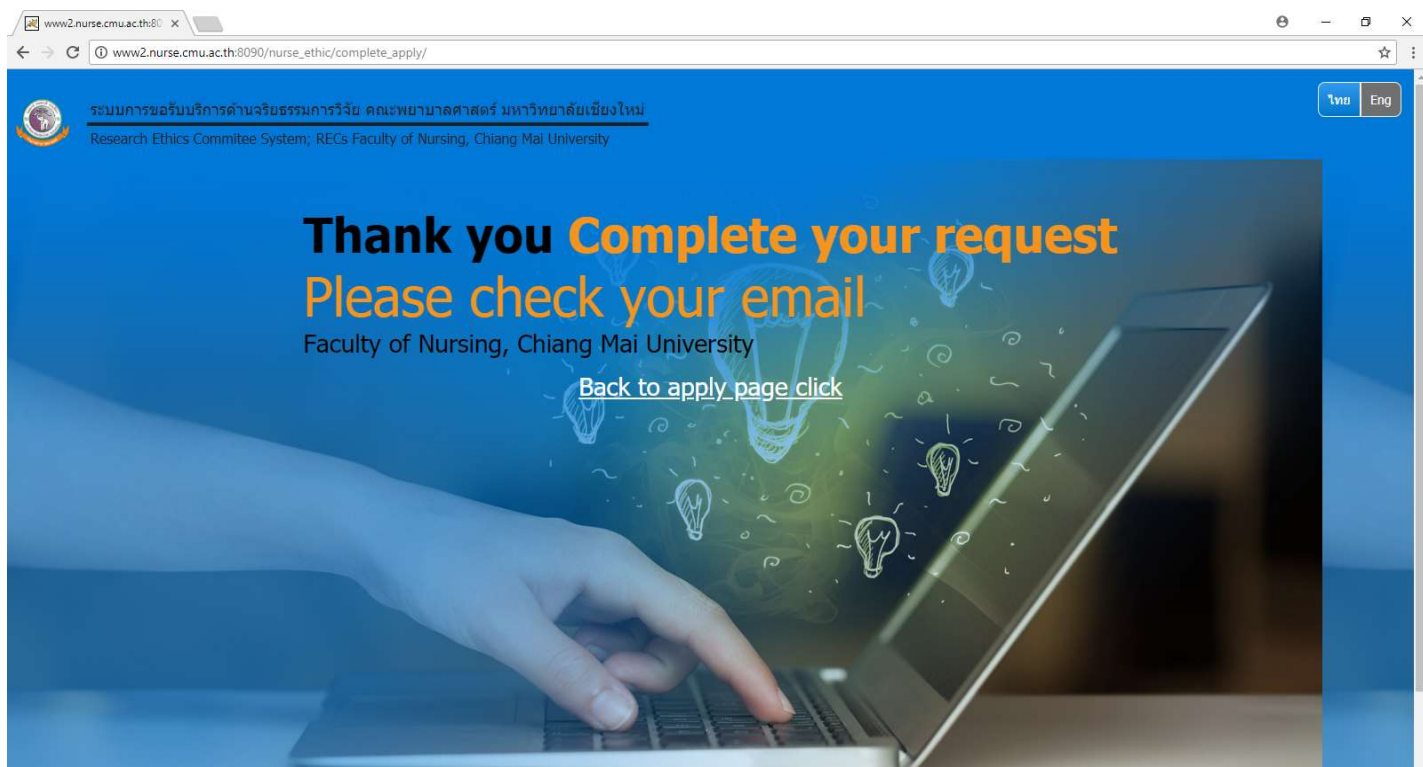 www2.nurse.cmu.ac.th:80
www2.nurse.cmu.ac.th:8090/nurse_ethic/complete_apply/
ระบบการขอรับบริการด้านจริยธรรมการวิจัย คณะพยาบาลศาสตร์ มหาวิทยาลัยเชียงใหม่
ไทย Eng
Research Ethics Commitee System; RECs Faculty of Nursing, Chiang Mai University
Thank you Complete your request
Please check your email
Faculty of Nursing, Chiang Mai University
Back to apply page click